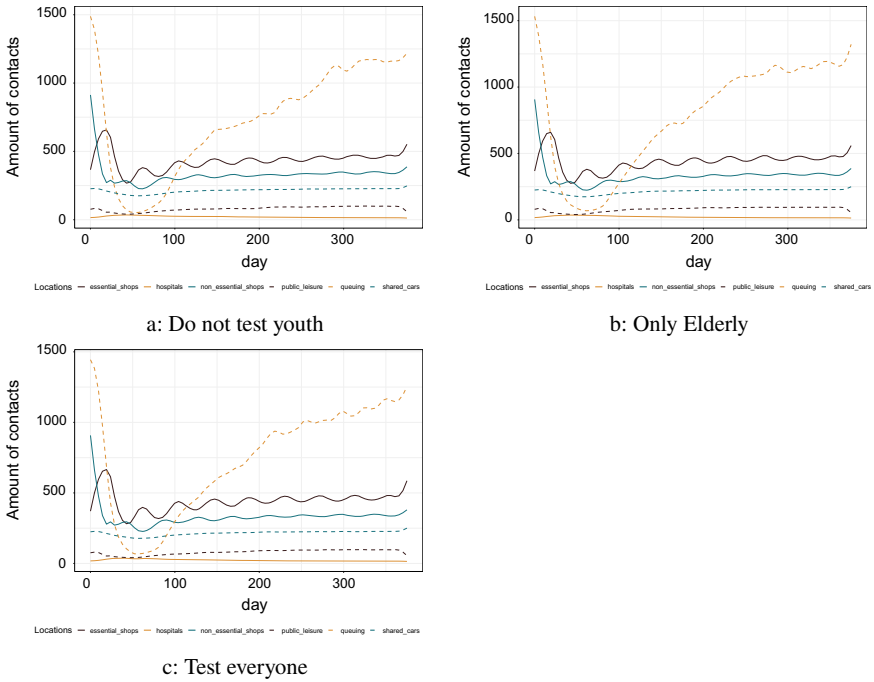 1500
1000
500
0
Amount of contacts
0 100 200 300
day
Locations essential_shops hospitals non_essential_shops public_leisure queuing shared_cars
a: Do not test youth
1500
1000
500
0
Amount of contacts
0 100 200 300
day
Locations essential_shops hospitals non_essential_shops public_leisure queuing shared_cars
b: Only Elderly
1500
1000
500
0
Amount of contacts
0 100 200 300
day
Locations essential_shops hospitals non_essential_shops public_leisure queuing shared_cars
c: Test everyone